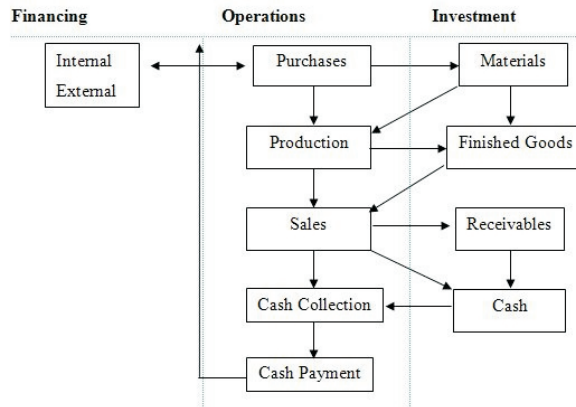 Financing Operations Investment
Internal
External
Purchases Materials
Production Finished Goods
Sales Receivables
Cash Collection Cash
Cash Payment